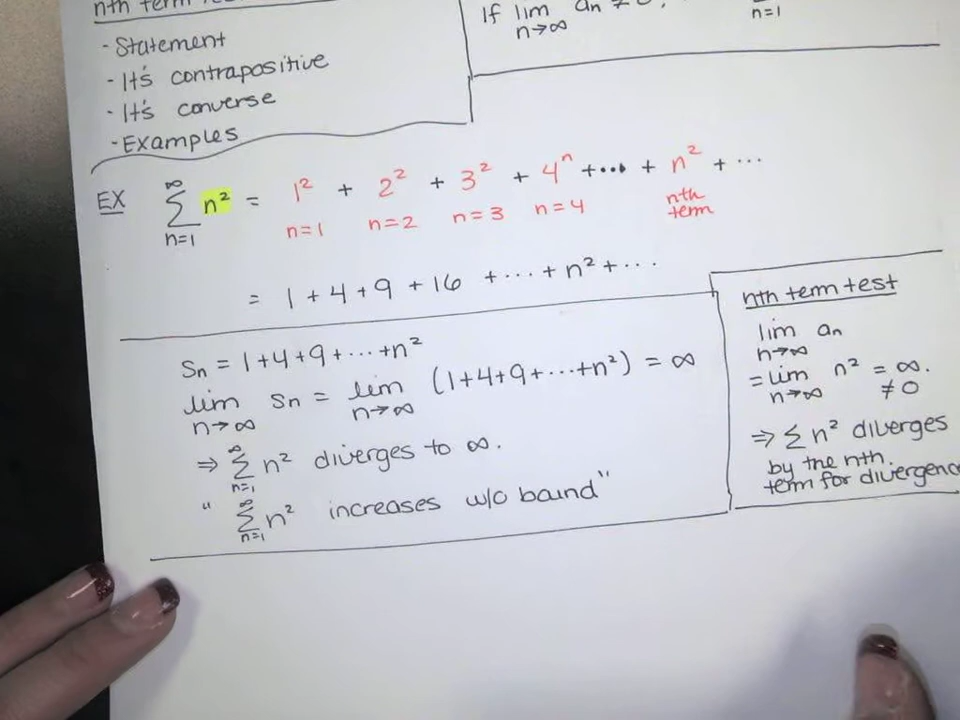 nth term
- Statement
- It's contrapositive
- It's converse
- Examples
If lim an ≠ 0,
n→∞
n=1
EX ∞∑n=1 n² = 1² + 2² + 3² + 4ⁿ + ••• + n² + ...
n=1 n=2 n=3 n=4 nth term
= 1 + 4 + 9 + 16 + ... + n² + ...
Sn = 1+4+9+...+n²
lim n→∞ Sn = lim n→∞ (1+4+9+...+n²) = ∞
⇒ ∞∑n=1 n² diverges to ∞.
" ∞∑n=1 n² increases w/o bound"
nth term test
lim an
n→∞
= lim n² = ∞.
n→∞ ≠ 0
⇒ ∑ n² diverges
by the nth.
term for divergenc